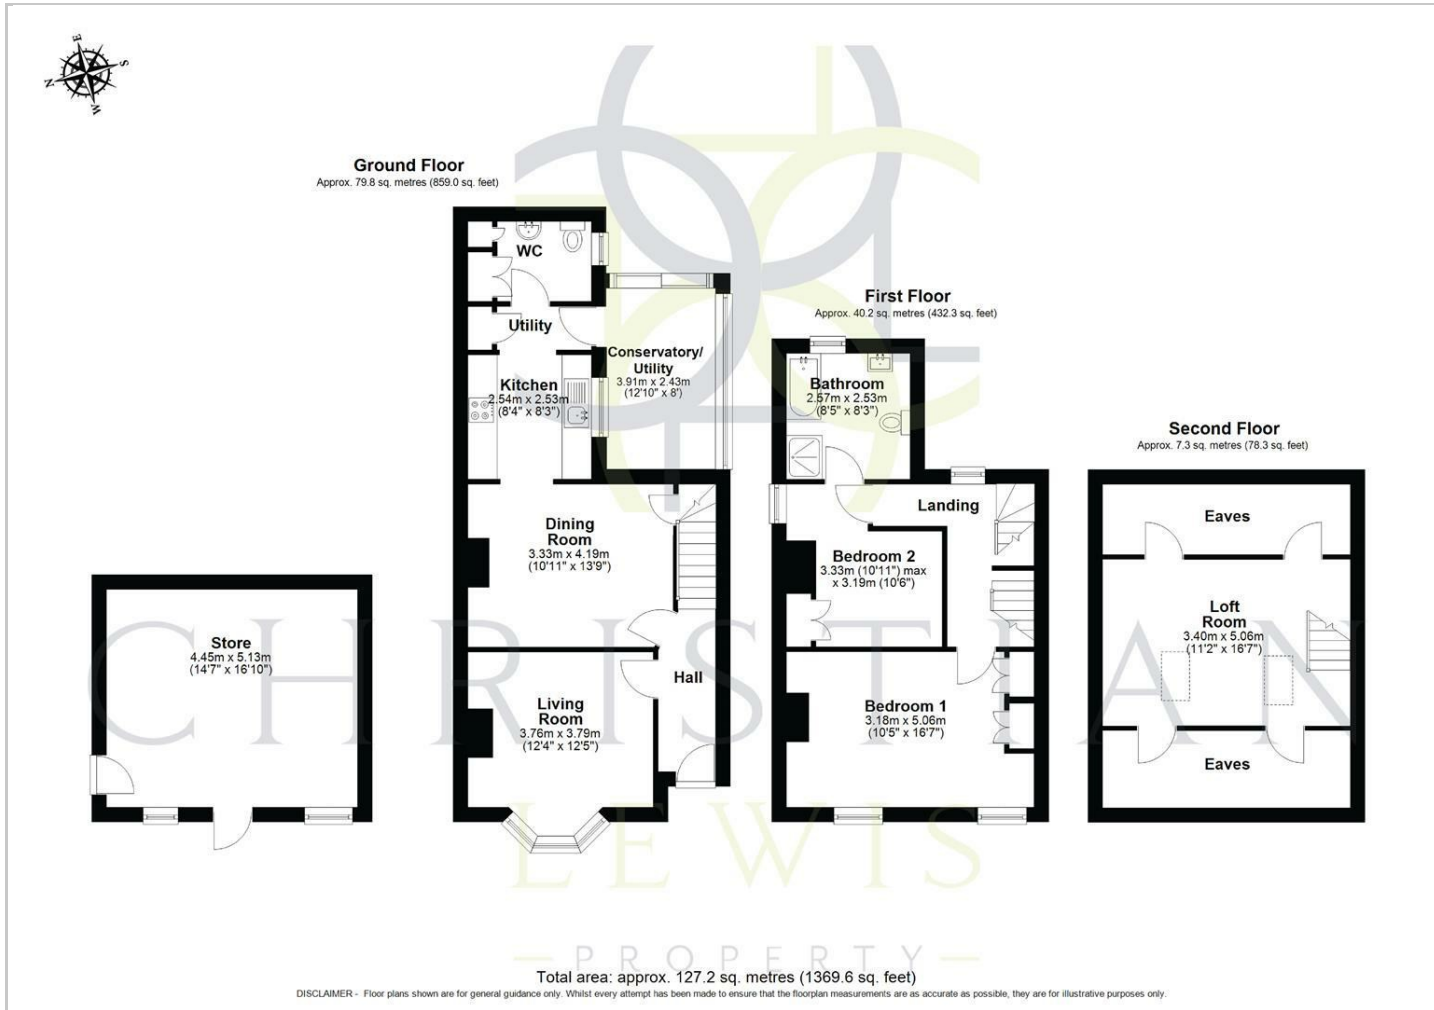 E
S
N
W
Ground Floor
Approx. 79.8 sq. metres (859.0 sq. feet)
WC
Utility
Conservatory/
Utility
3.91m x 2.43m
(12'10" x 8')
Kitchen
2.54m x 2.53m
(8'4" x 8'3")
Dining
Room
3.33m x 4.19m
(10'11" x 13'9")
Store
4.45m x 5.13m
(14'7" x 16'10")
Hall
Living
Room
3.76m x 3.79m
(12'4" x 12'5")
First Floor
Approx. 40.2 sq. metres (432.3 sq. feet)
Bathroom
2.57m x 2.53m
(8'5" x 8'3")
Landing
Bedroom 2
3.33m (10'11") max
x 3.19m (10'6")
Bedroom 1
3.18m x 5.06m
(10'5" x 16'7")
Second Floor
Approx. 7.3 sq. metres (78.3 sq. feet)
Eaves
Loft
Room
3.40m x 5.06m
(11'2" x 16'7")
Eaves
CHRISTIAN
LEWIS
PROPERTY
Total area: approx. 127.2 sq. metres (1369.6 sq. feet)
DISCLAIMER - Floor plans shown are for general guidance only. Whilst every attempt has been made to ensure that the floorplan measurements are as accurate as possible, they are for illustrative purposes only.